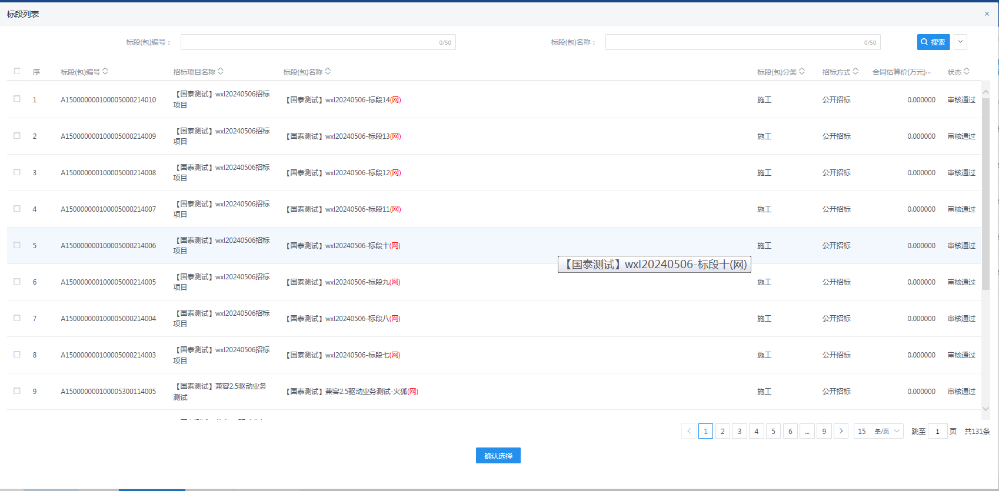 标段列表
标段(包)编号： 0/50 标段(包)名称： 0/50 搜索
序 标段(包)编号 招标项目名称 标段(包)名称 标段(包)分类 招标方式 合同估算价(万元)... 状态
1 A150000000100005000214010 【国泰测试】wxl20240506招标项目 【国泰测试】wxl20240506-标段14(网) 施工 公开招标 0.000000 审核通过
2 A150000000100005000214009 【国泰测试】wxl20240506招标项目 【国泰测试】wxl20240506-标段13(网) 施工 公开招标 0.000000 审核通过
3 A150000000100005000214008 【国泰测试】wxl20240506招标项目 【国泰测试】wxl20240506-标段12(网) 施工 公开招标 0.000000 审核通过
4 A150000000100005000214007 【国泰测试】wxl20240506招标项目 【国泰测试】wxl20240506-标段11(网) 施工 公开招标 0.000000 审核通过
5 A150000000100005000214006 【国泰测试】wxl20240506招标项目 【国泰测试】wxl20240506-标段十(网) 施工 公开招标 0.000000 审核通过
【国泰测试】wxl20240506-标段十(网)
6 A150000000100005000214005 【国泰测试】wxl20240506招标项目 【国泰测试】wxl20240506-标段九(网) 施工 公开招标 0.000000 审核通过
7 A150000000100005000214004 【国泰测试】wxl20240506招标项目 【国泰测试】wxl20240506-标段八(网) 施工 公开招标 0.000000 审核通过
8 A150000000100005000214003 【国泰测试】wxl20240506招标项目 【国泰测试】wxl20240506-标段七(网) 施工 公开招标 0.000000 审核通过
9 A150000000100005300114005 【国泰测试】兼容2.5驱动业务测试 【国泰测试】兼容2.5驱动业务测试-火狐(网) 施工 公开招标 0.000000 审核通过
1 2 3 4 5 6 ... 9 15 条/页 跳至 1 页 共131条
确认选择